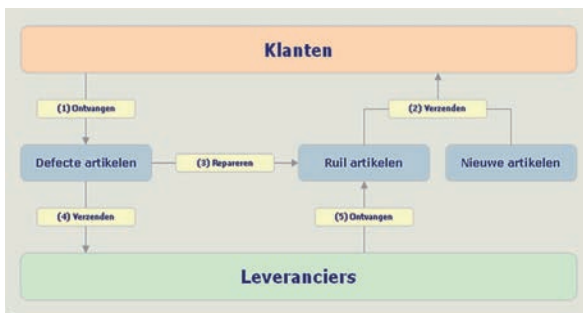 Klanten
(1) Ontvangen
(2) Verzenden
Defecte artikelen
(3) Repareren
Ruil artikelen
Nieuwe artikelen
(4) Verzenden
(5) Ontvangen
Leveranciers